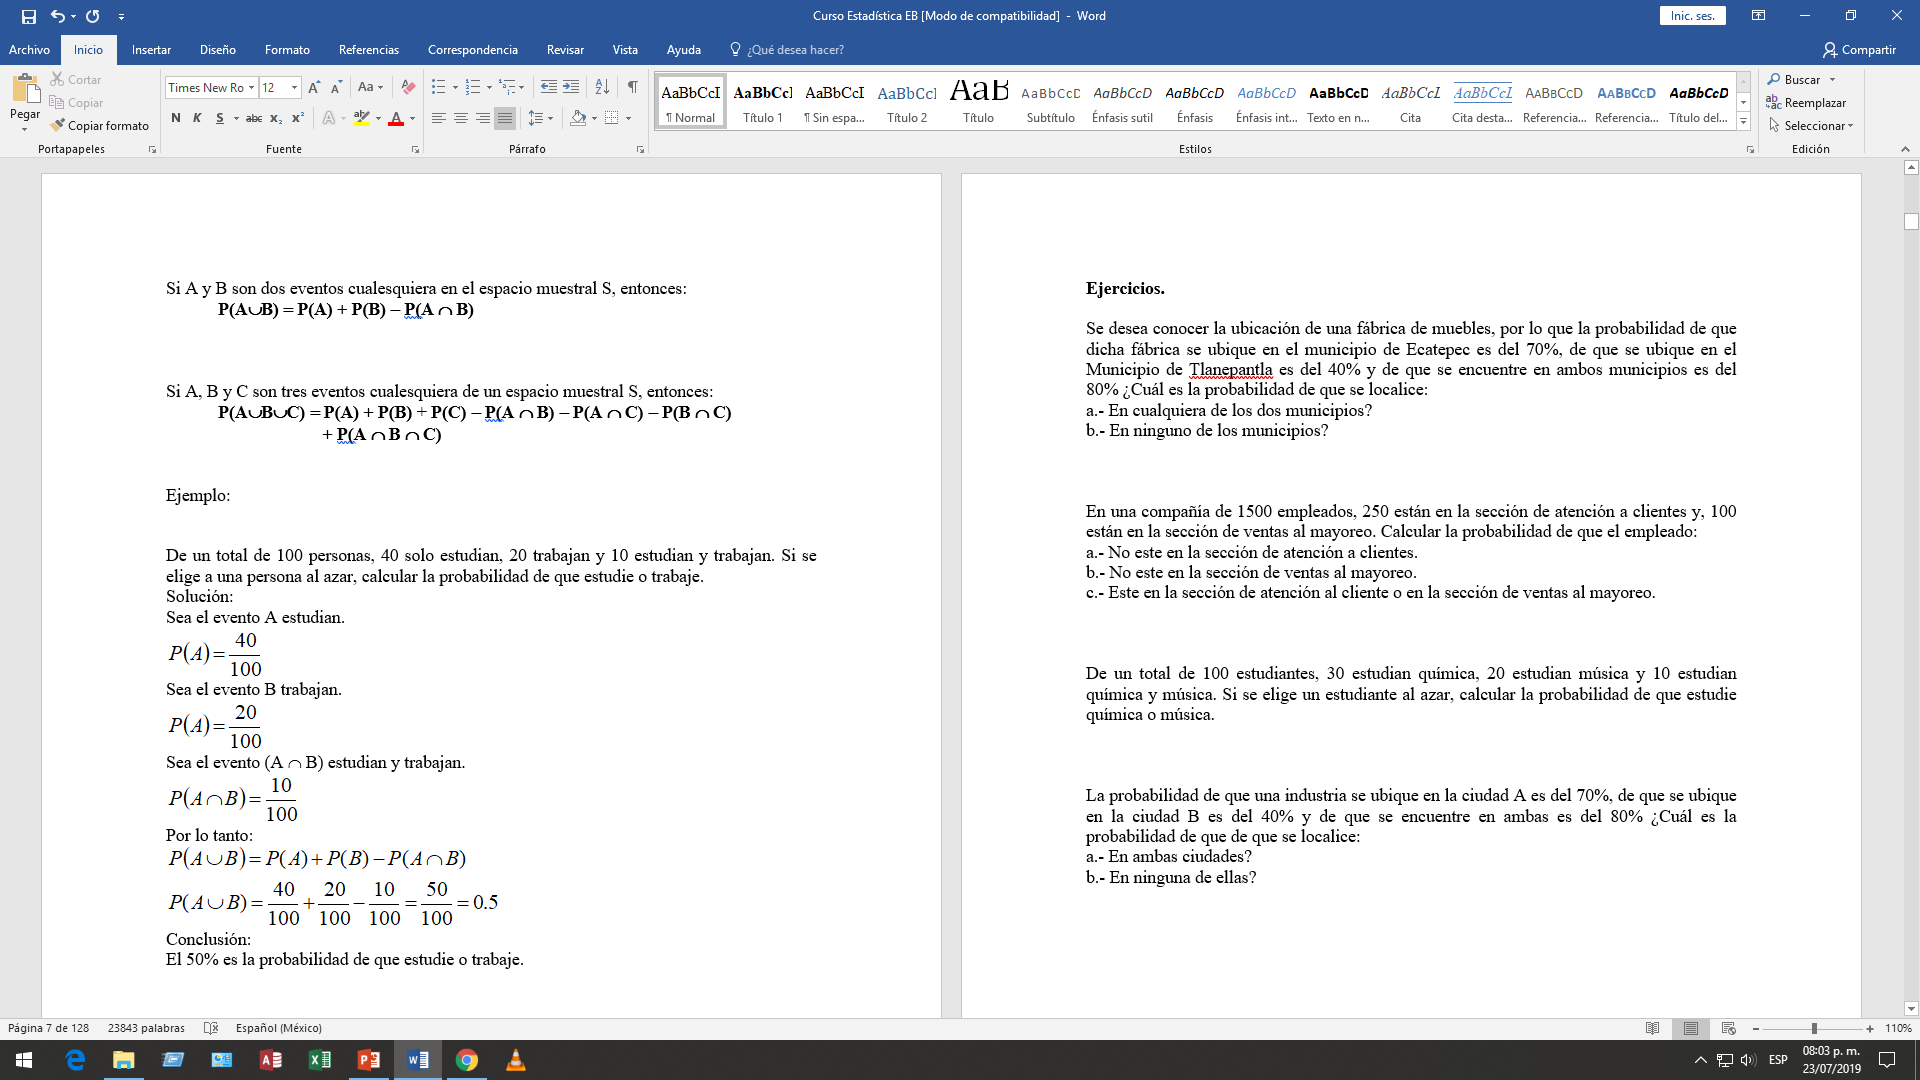 Curso Estadística EB [Modo de compatibilidad] - Word
Inic. ses.
Archivo Inicio Insertar Diseño Formato Referencias Correspondencia Revisar Vista Ayuda ¿Qué desea hacer? Compartir
Pegar
Cortar
Copiar
Copiar formato
Portapapeles
Times New Ro 12
N K S abc x₂ x²
Fuente
Párrafo
AaBbCcI AaBbCcI AaBbCcI AaBbCcI AaB AaBbCcD AaBbCcD AaBbCcD AaBbCcD AaBbCcD AaBbCcI AaBbCcI AaBbCcD AaBbCcD AaBbCcD
¶ Normal Título 1 ¶ Sin espa... Título 2 Título Subtítulo Énfasis sutil Énfasis Énfasis int... Texto en n... Cita Cita desta... Referencia... Referencia... Título del...
Estilos
Buscar
Reemplazar
Seleccionar
Edición
Si A y B son dos eventos cualesquiera en el espacio muestral S, entonces:
P(A∪B) = P(A) + P(B) – P(A ∩ B)
Si A, B y C son tres eventos cualesquiera de un espacio muestral S, entonces:
P(A∪B∪C) = P(A) + P(B) + P(C) – P(A ∩ B) – P(A ∩ C) – P(B ∩ C)
+ P(A ∩ B ∩ C)
Ejemplo:
De un total de 100 personas, 40 solo estudian, 20 trabajan y 10 estudian y trabajan. Si se
elige a una persona al azar, calcular la probabilidad de que estudie o trabaje.
Solución:
Sea el evento A estudian.
P(A)= 40/100
Sea el evento B trabajan.
P(A)= 20/100
Sea el evento (A ∩ B) estudian y trabajan.
P(A∩B)= 10/100
Por lo tanto:
P(A∪B)= P(A)+P(B)−P(A∩B)
P(A∪B)= 40/100 + 20/100 − 10/100 = 50/100 = 0.5
Conclusión:
El 50% es la probabilidad de que estudie o trabaje.
Ejercicios.
Se desea conocer la ubicación de una fábrica de muebles, por lo que la probabilidad de que
dicha fábrica se ubique en el municipio de Ecatepec es del 70%, de que se ubique en el
Municipio de Tlanepantla es del 40% y de que se encuentre en ambos municipios es del
80% ¿Cuál es la probabilidad de que se localice:
a.- En cualquiera de los dos municipios?
b.- En ninguno de los municipios?
En una compañía de 1500 empleados, 250 están en la sección de atención a clientes y, 100
están en la sección de ventas al mayoreo. Calcular la probabilidad de que el empleado:
a.- No este en la sección de atención a clientes.
b.- No este en la sección de ventas al mayoreo.
c.- Este en la sección de atención al cliente o en la sección de ventas al mayoreo.
De un total de 100 estudiantes, 30 estudian química, 20 estudian música y 10 estudian
química y música. Si se elige un estudiante al azar, calcular la probabilidad de que estudie
química o música.
La probabilidad de que una industria se ubique en la ciudad A es del 70%, de que se ubique
en la ciudad B es del 40% y de que se encuentre en ambas es del 80% ¿Cuál es la
probabilidad de que de que se localice:
a.- En ambas ciudades?
b.- En ninguna de ellas?
Página 7 de 128 23843 palabras Español (México) 110%
ESP
08:03 p. m.
23/07/2019